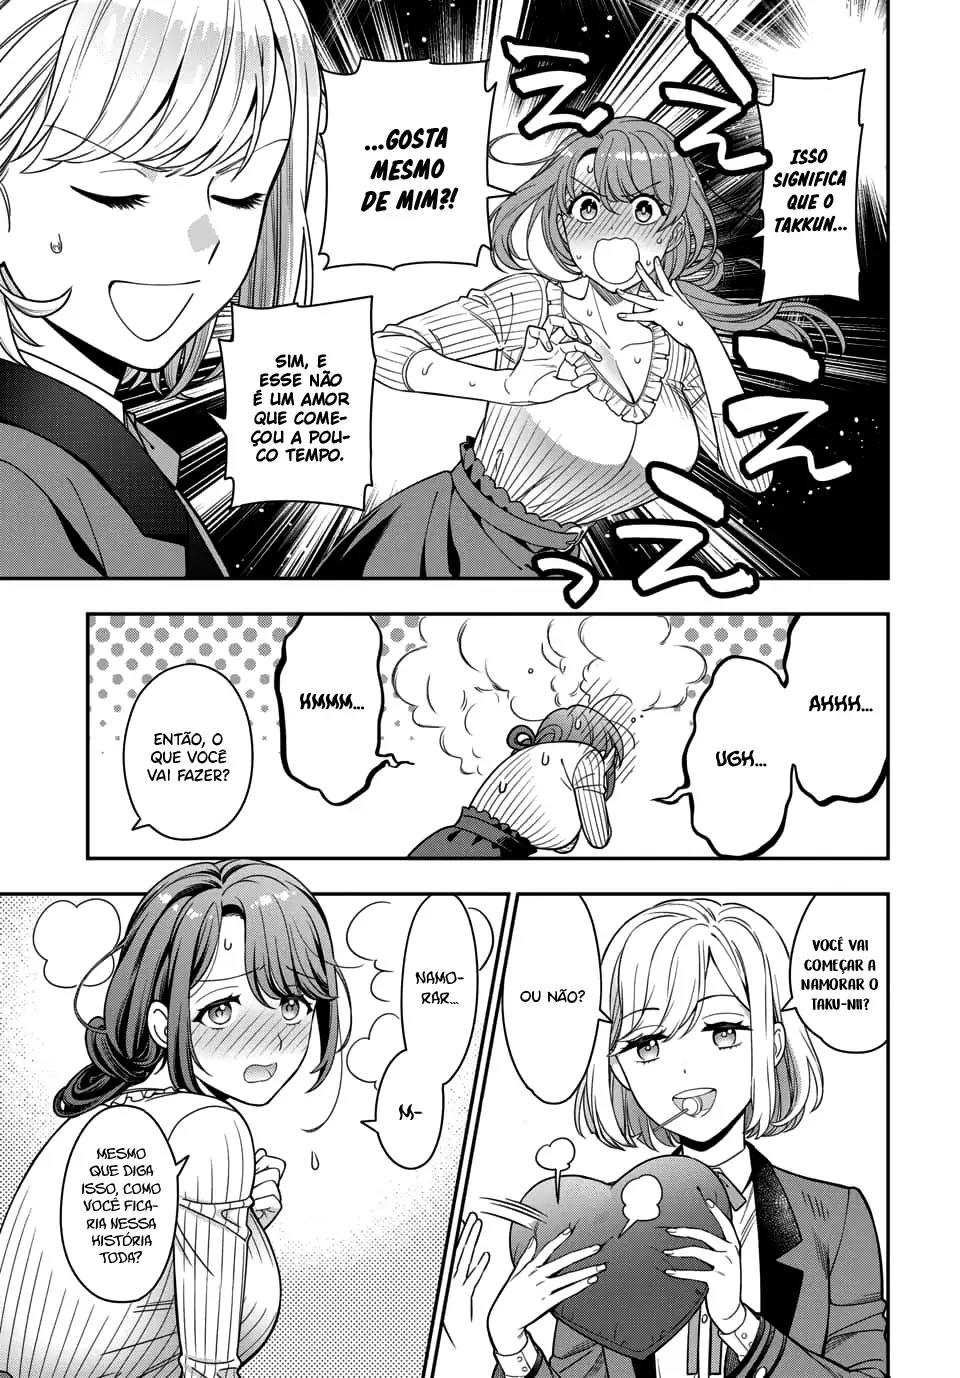 ISSO
SIGNIFICA
QUE O
TAKKUN...
...GOSTA
MESMO
DE MIM?!
SIM, E
ESSE NÃO
É UM AMOR
QUE COME-
ÇOU A POU-
CO TEMPO.
AHHH...
UGH...
HMMM...
ENTÃO, O
QUE VOCÊ
VAI FAZER?
VOCÊ VAI
COMEÇAR A
NAMORAR O
TAKU-NII?
OU NÃO?
NAMO-
RAR...
M-
MESMO
QUE DIGA
ISSO, COMO
VOCÊ FICA-
RIA NESSA
HISTÓRIA
TODA?